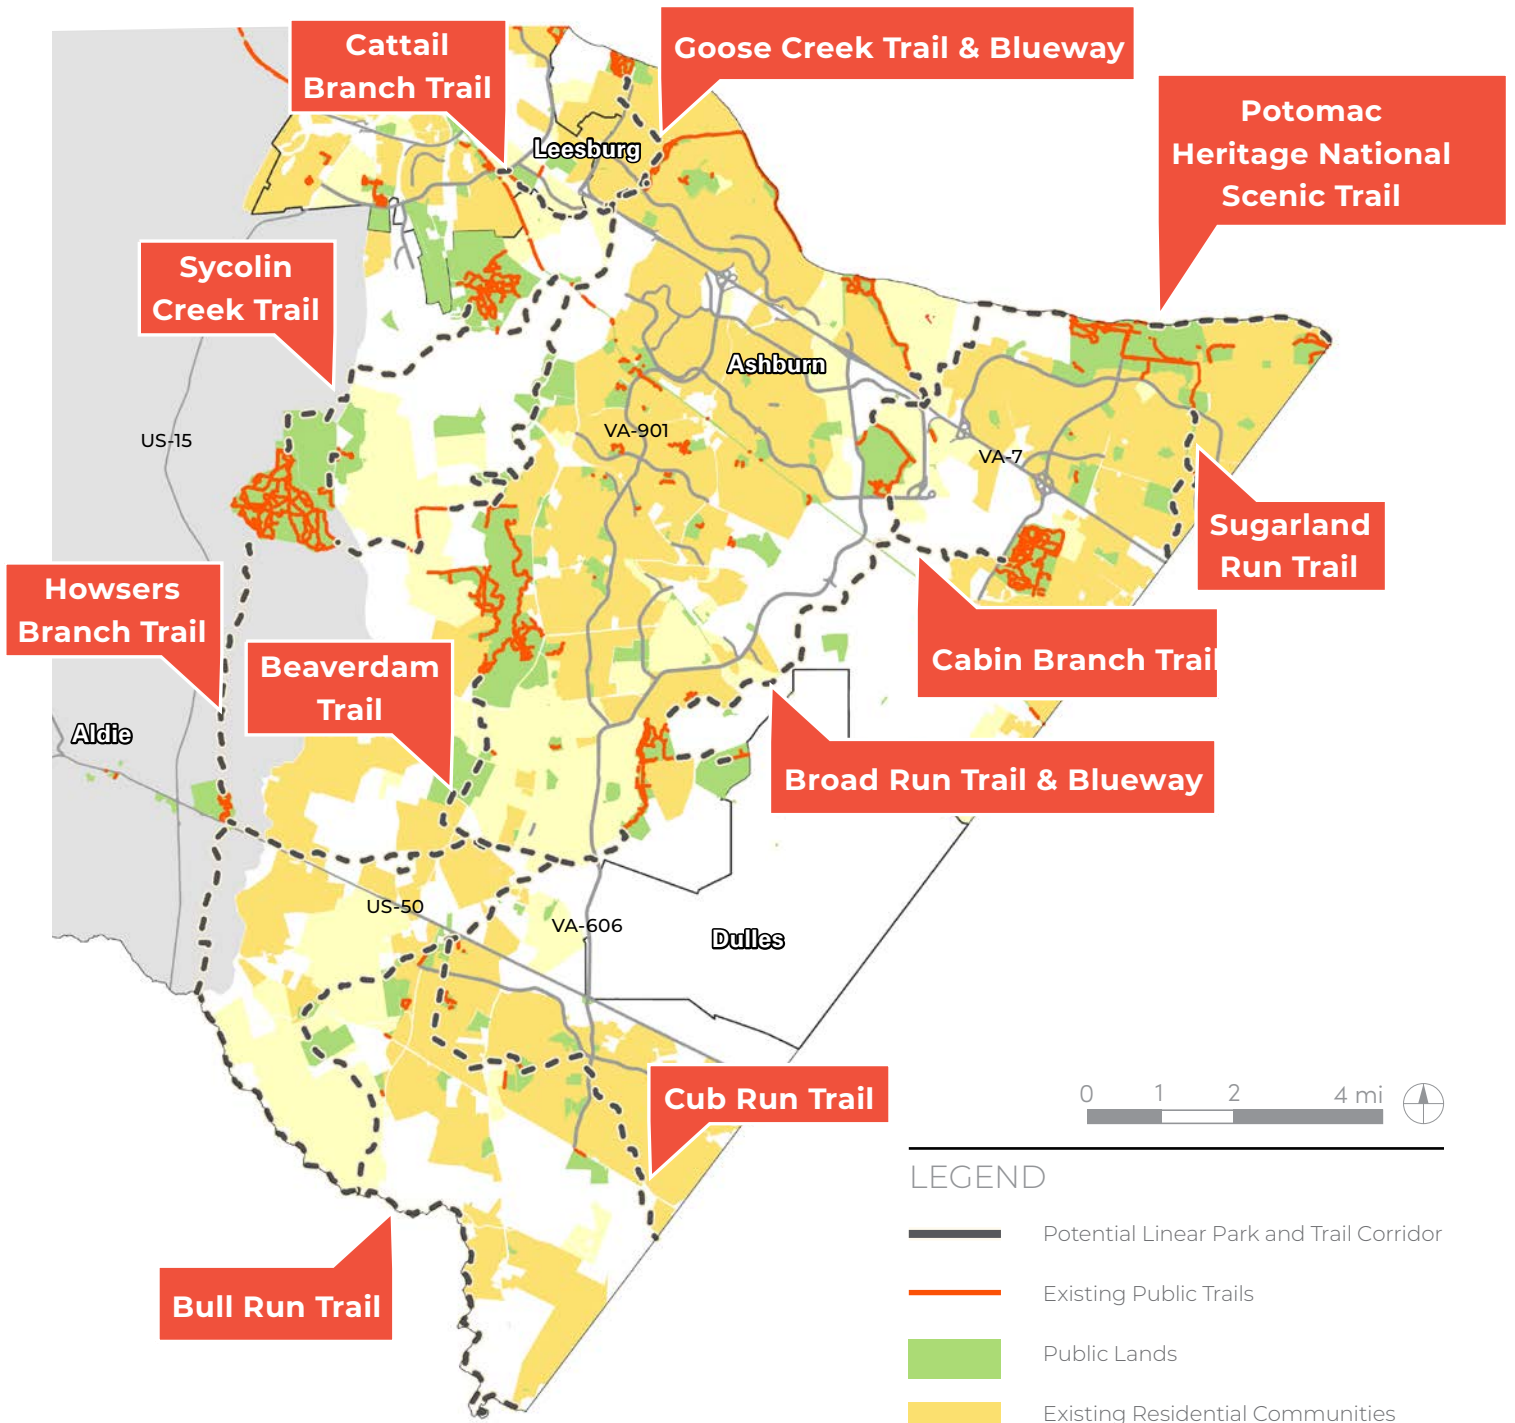 Cattail
Branch Trail
Goose Creek Trail & Blueway
Potomac
Heritage National
Scenic Trail
Leesburg
Sycolin
Creek Trail
Ashburn
US-15
VA-901
VA-7
Sugarland
Run Trail
Howsers
Branch Trail
Beaverdam
Trail
Cabin Branch Trail
Aldie
Broad Run Trail & Blueway
US-50
VA-606
Dulles
Cub Run Trail
0 1 2 4 mi
LEGEND
Potential Linear Park and Trail Corridor
Existing Public Trails
Bull Run Trail
Public Lands
Existing Residential Communities